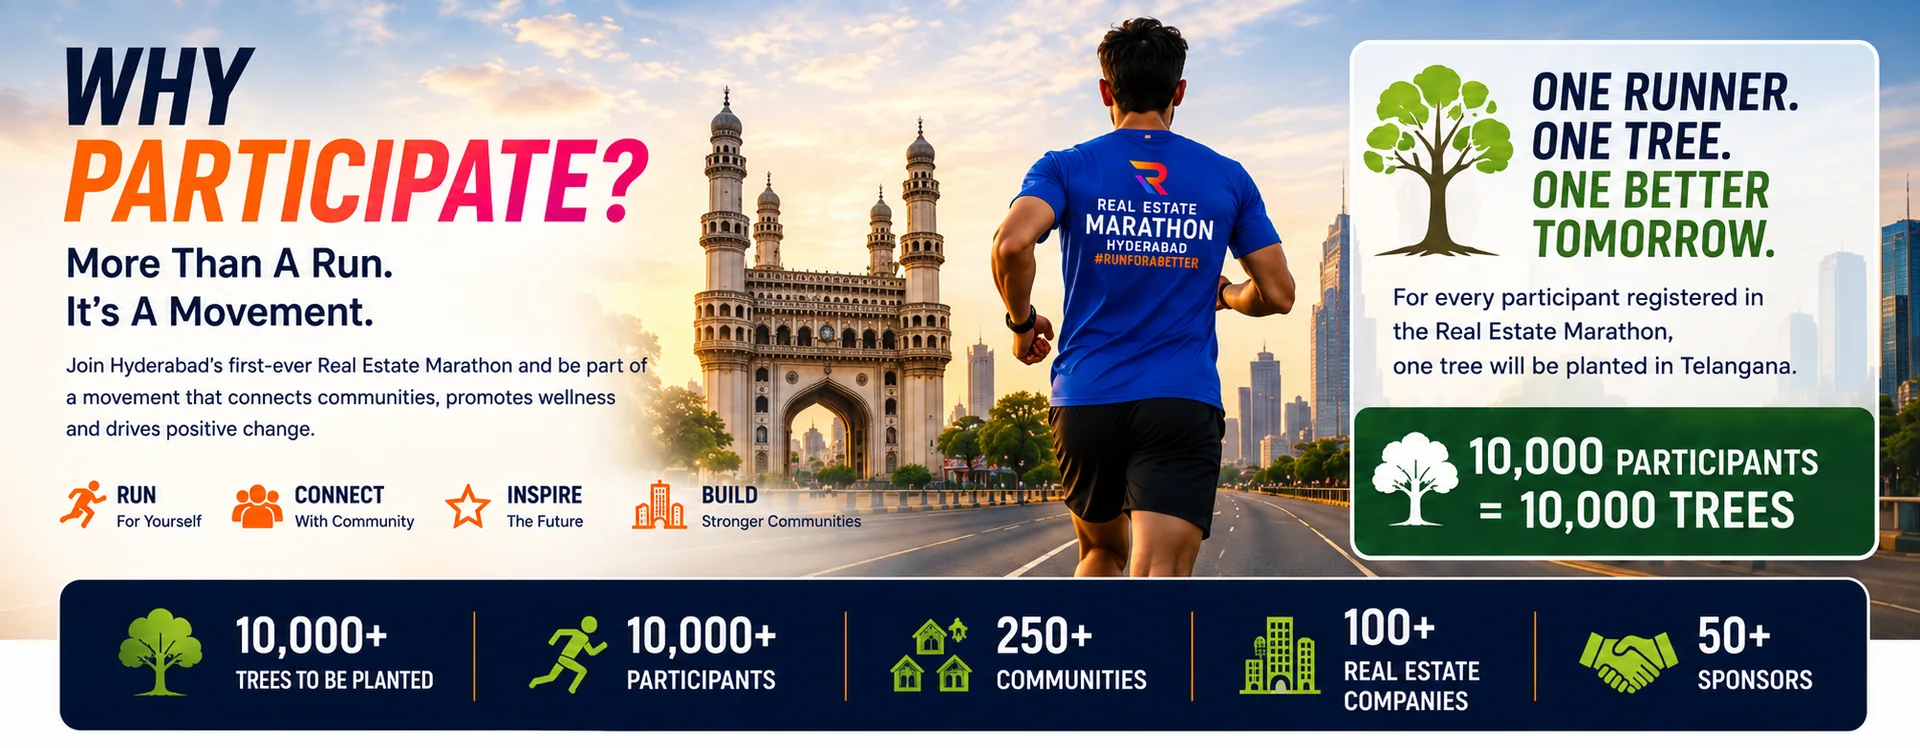 WHY
PARTICIPATE?
More Than A Run.
It's A Movement.
Join Hyderabad's first-ever Real Estate Marathon and be part of
a movement that connects communities, promotes wellness
and drives positive change.
RUN
For Yourself
CONNECT
With Community
INSPIRE
The Future
BUILD
Stronger Communities
REAL ESTATE
MARATHON
HYDERABAD
#RUNFORABETTER
ONE RUNNER.
ONE TREE.
ONE BETTER
TOMORROW.
For every participant registered in
the Real Estate Marathon,
one tree will be planted in Telangana.
10,000 PARTICIPANTS
= 10,000 TREES
10,000+
TREES TO BE PLANTED
10,000+
PARTICIPANTS
250+
COMMUNITIES
100+
REAL ESTATE
COMPANIES
50+
SPONSORS